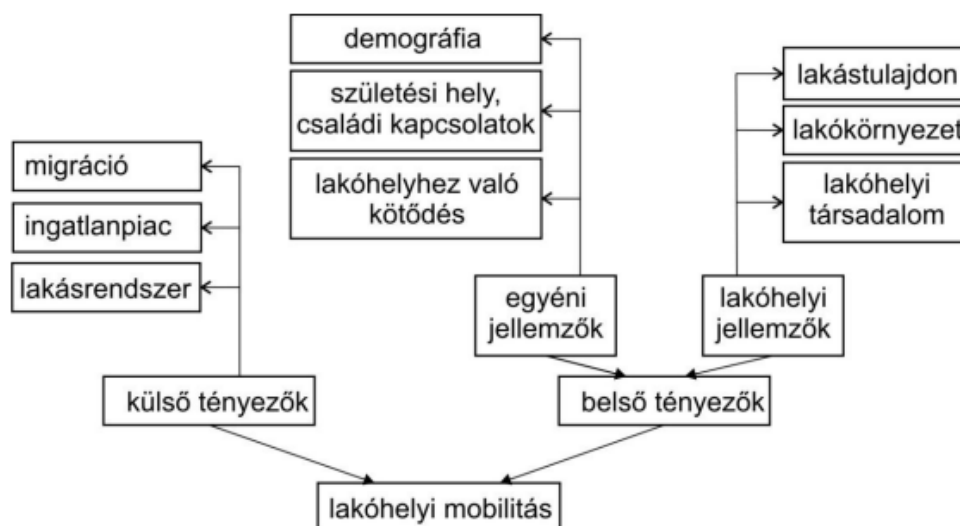 demográfia
születési hely,
családi kapcsolatok
lakóhelyhez való
kötődés
lakástulajdon
lakókörnyezet
lakóhelyi
társadalom
migráció
ingatlanpiac
lakásrendszer
egyéni
jellemzők
lakóhelyi
jellemzők
külső tényezők
belső tényezők
lakóhelyi mobilitás